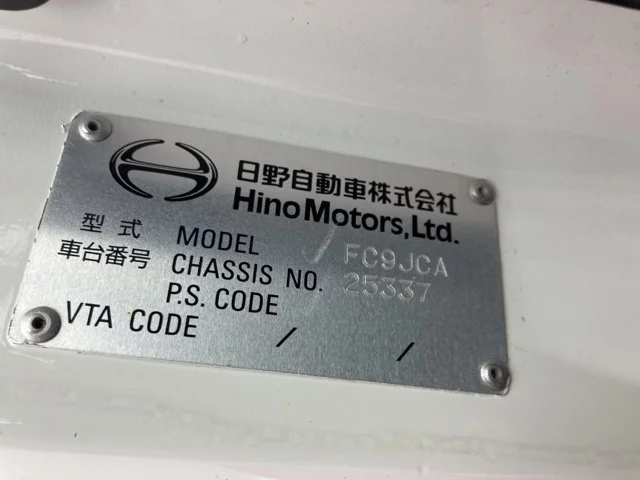 日野自動車株式会社
Hino Motors, Ltd.
型式 MODEL FC9JCA
車台番号 CHASSIS NO. 25337
P.S. CODE
VTA CODE / /